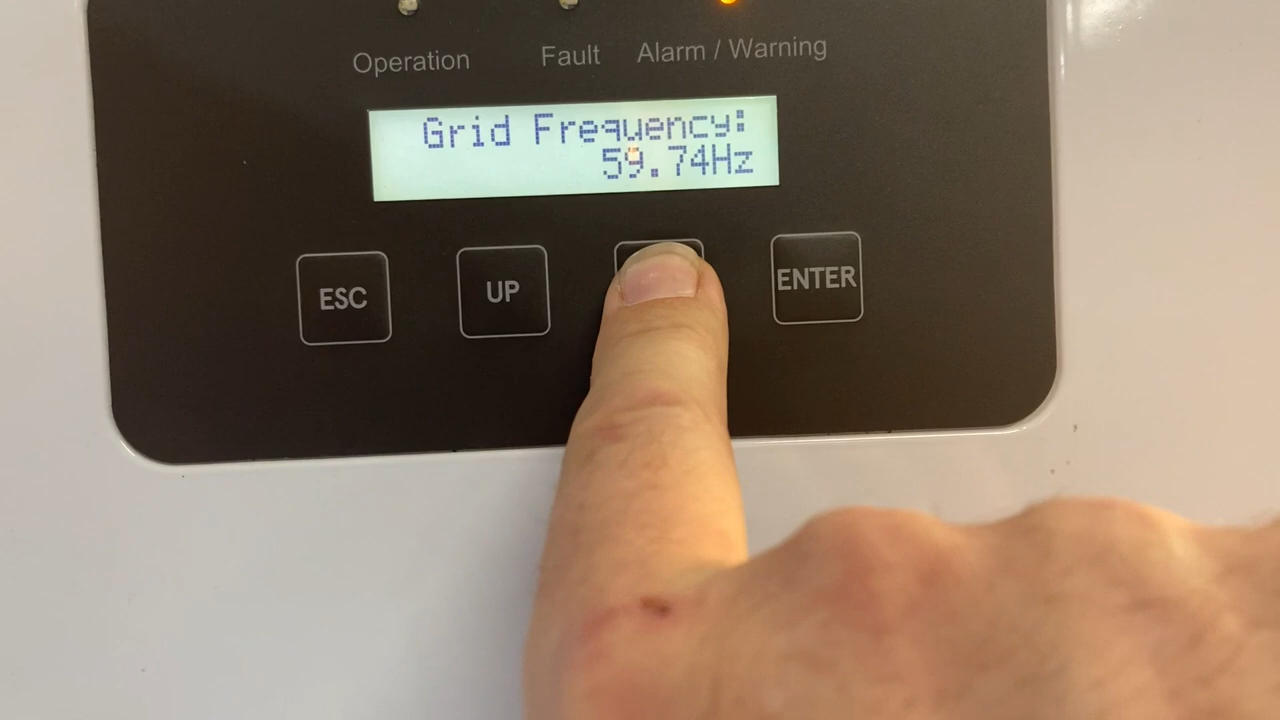 Operation Fault Alarm / Warning
Grid Frequency:
59.74Hz
ESC UP ENTER